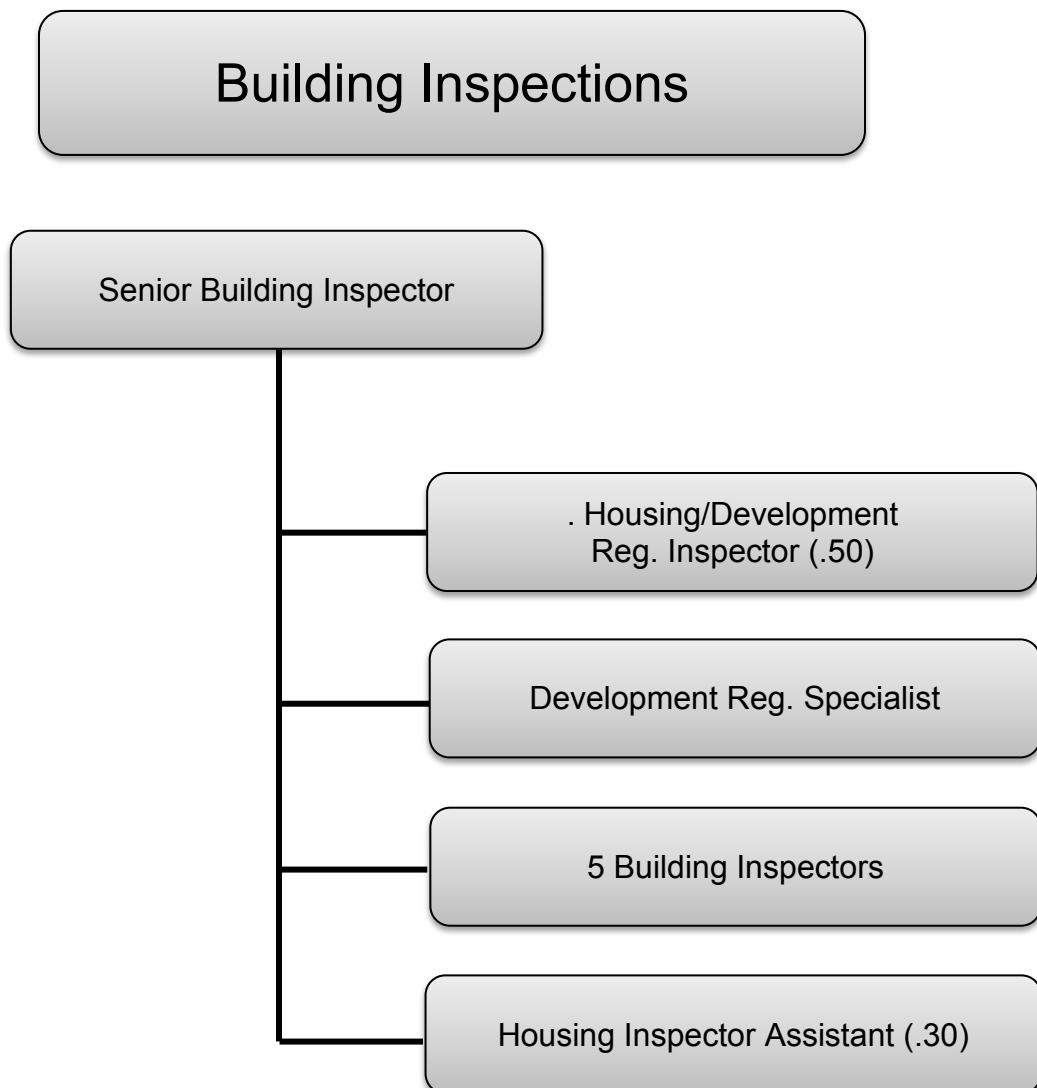 Building Inspections
Senior Building Inspector
. Housing/Development
Reg. Inspector (.50)
Development Reg. Specialist
5 Building Inspectors
Housing Inspector Assistant (.30)